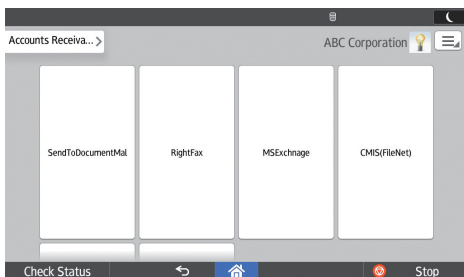 Accounts Receiva...
ABC Corporation
SendToDocumentMal
RightFax
MSExchnage
CMIS(FileNet)
Check Status
Stop